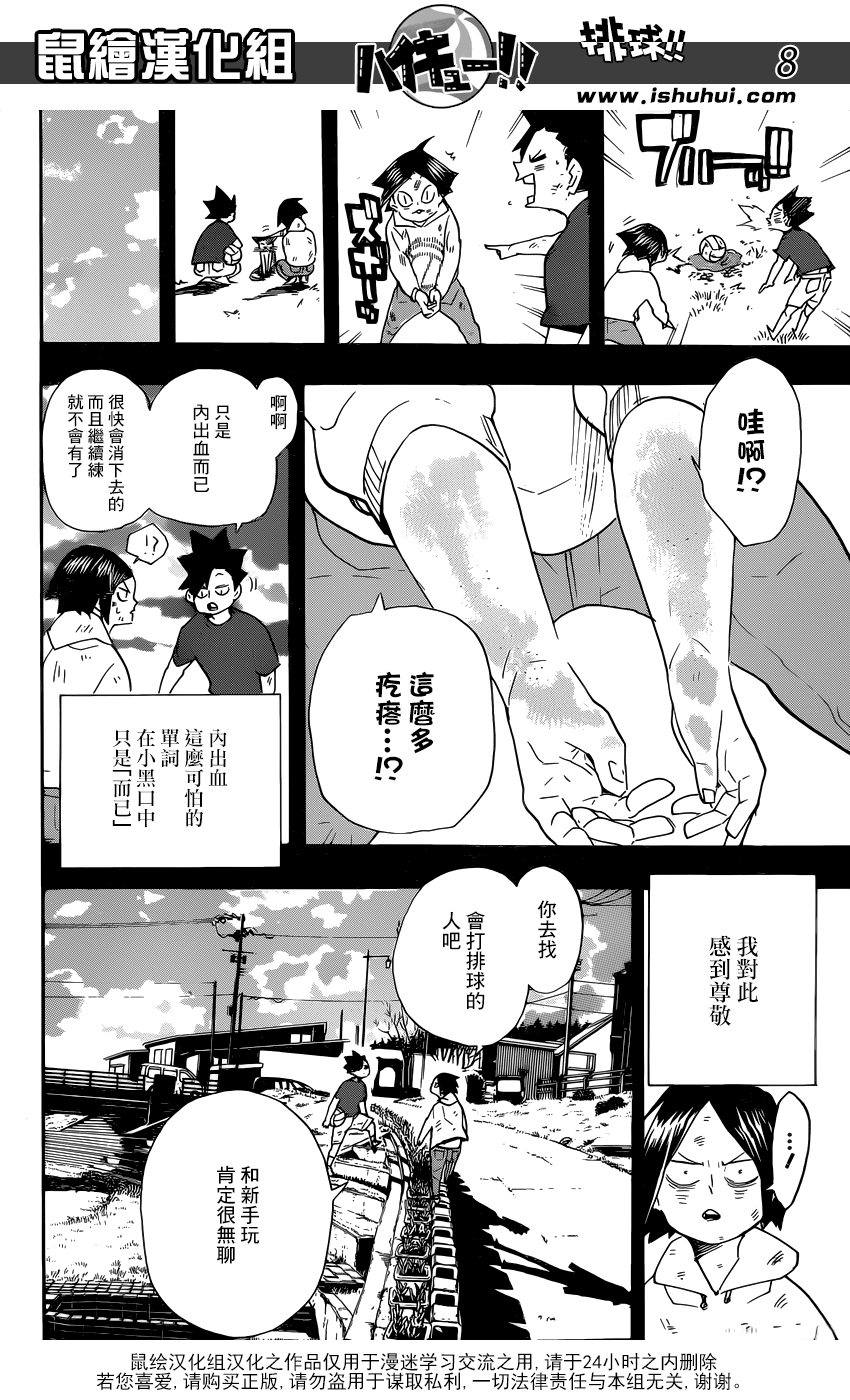 鼠繪漢化組
ハイキュー!!
排球!!
8
www.ishuhui.com
哇啊!?
這麼多
疙瘩…!?
啊啊
只是
內出血而已
很快會消下去的
而且繼續練
就不會有了
!?
內出血
這麼可怕的
單詞
在小黑口中
只是「而已」
我對此
感到尊敬
…!
你去找
會打排球的
人吧
和新手玩
肯定很無聊
鼠绘汉化组汉化之作品仅用于漫迷学习交流之用, 请于24小时之内删除
若您喜爱, 请购买正版, 请勿盗用于谋取私利, 一切法律责任与本组无关, 谢谢。